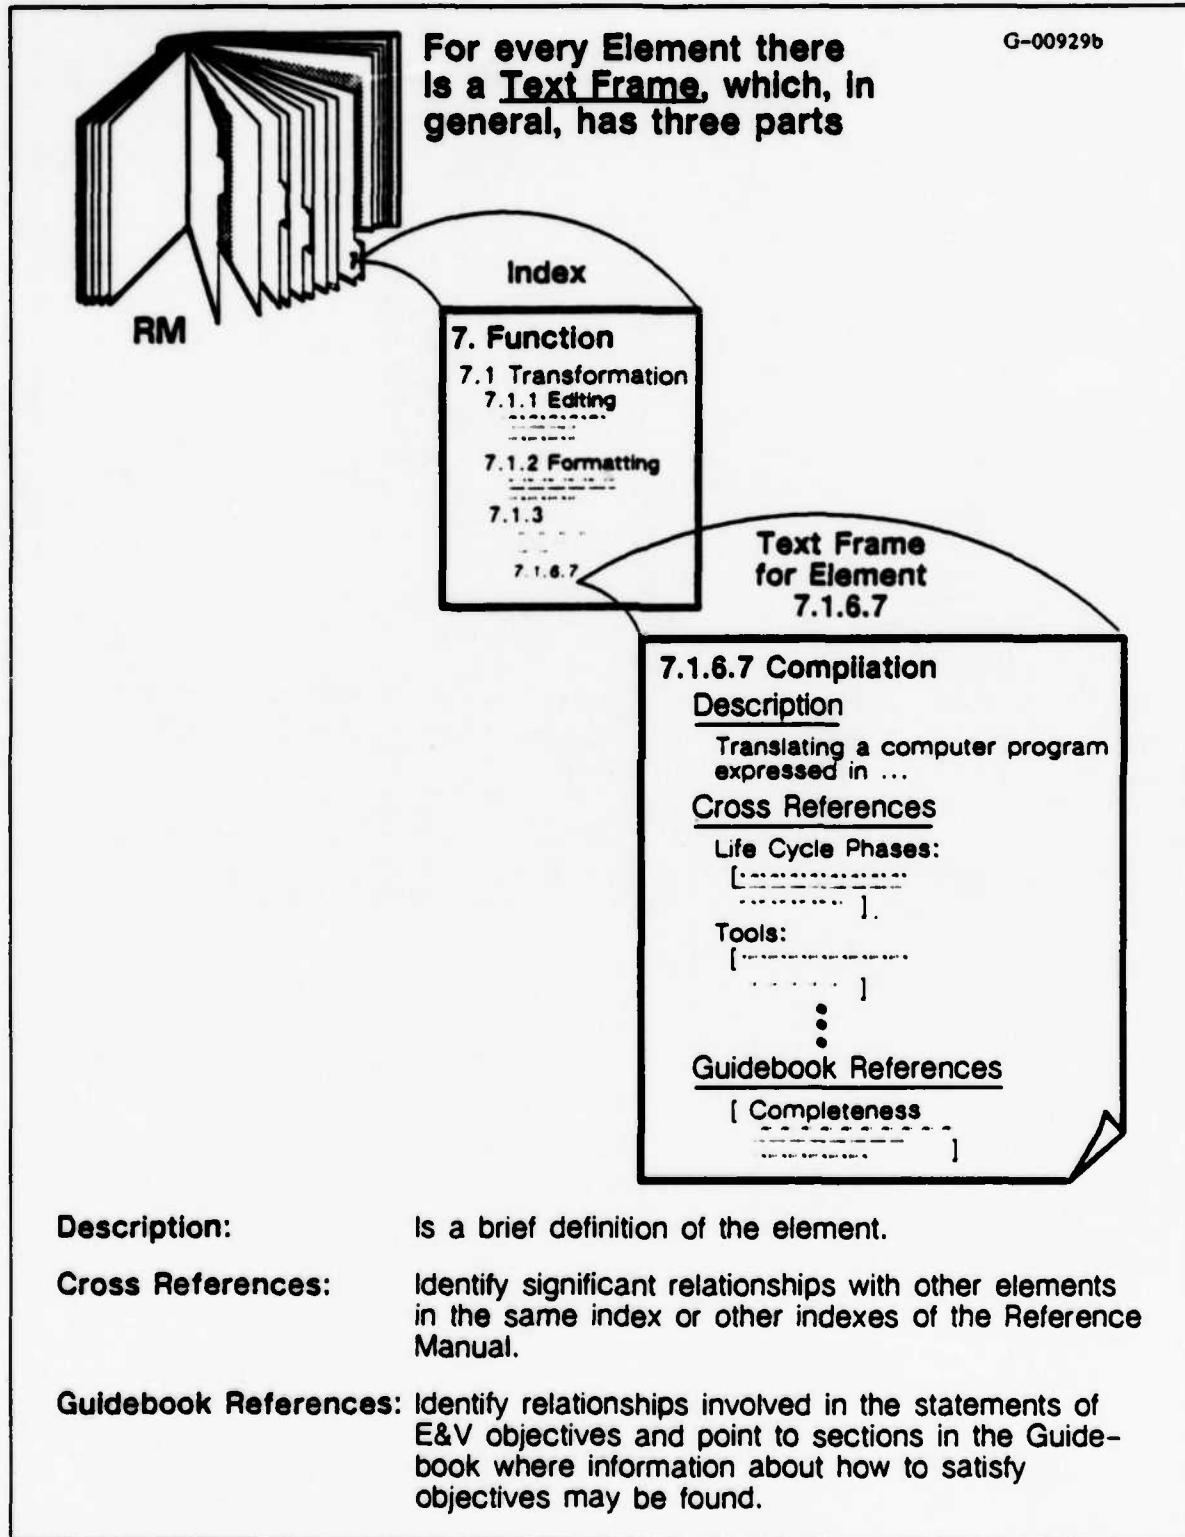 For every Element there
is a Text Frame, which, in
general, has three parts
G-00929b
RM
7
Index
7. Function
7.1 Transformation
7.1.1 Editing
7.1.2 Formatting
7.1.3
7.1.6.7
Text Frame
for Element
7.1.6.7
7.1.6.7 Compilation
Description
Translating a computer program
expressed in ...
Cross References
Life Cycle Phases:
[
].
Tools:
[
]
Guidebook References
[ Completeness
]
Description: Is a brief definition of the element.
Cross References: Identify significant relationships with other elements
in the same index or other indexes of the Reference
Manual.
Guidebook References: Identify relationships involved in the statements of
E&V objectives and point to sections in the Guide-
book where information about how to satisfy
objectives may be found.